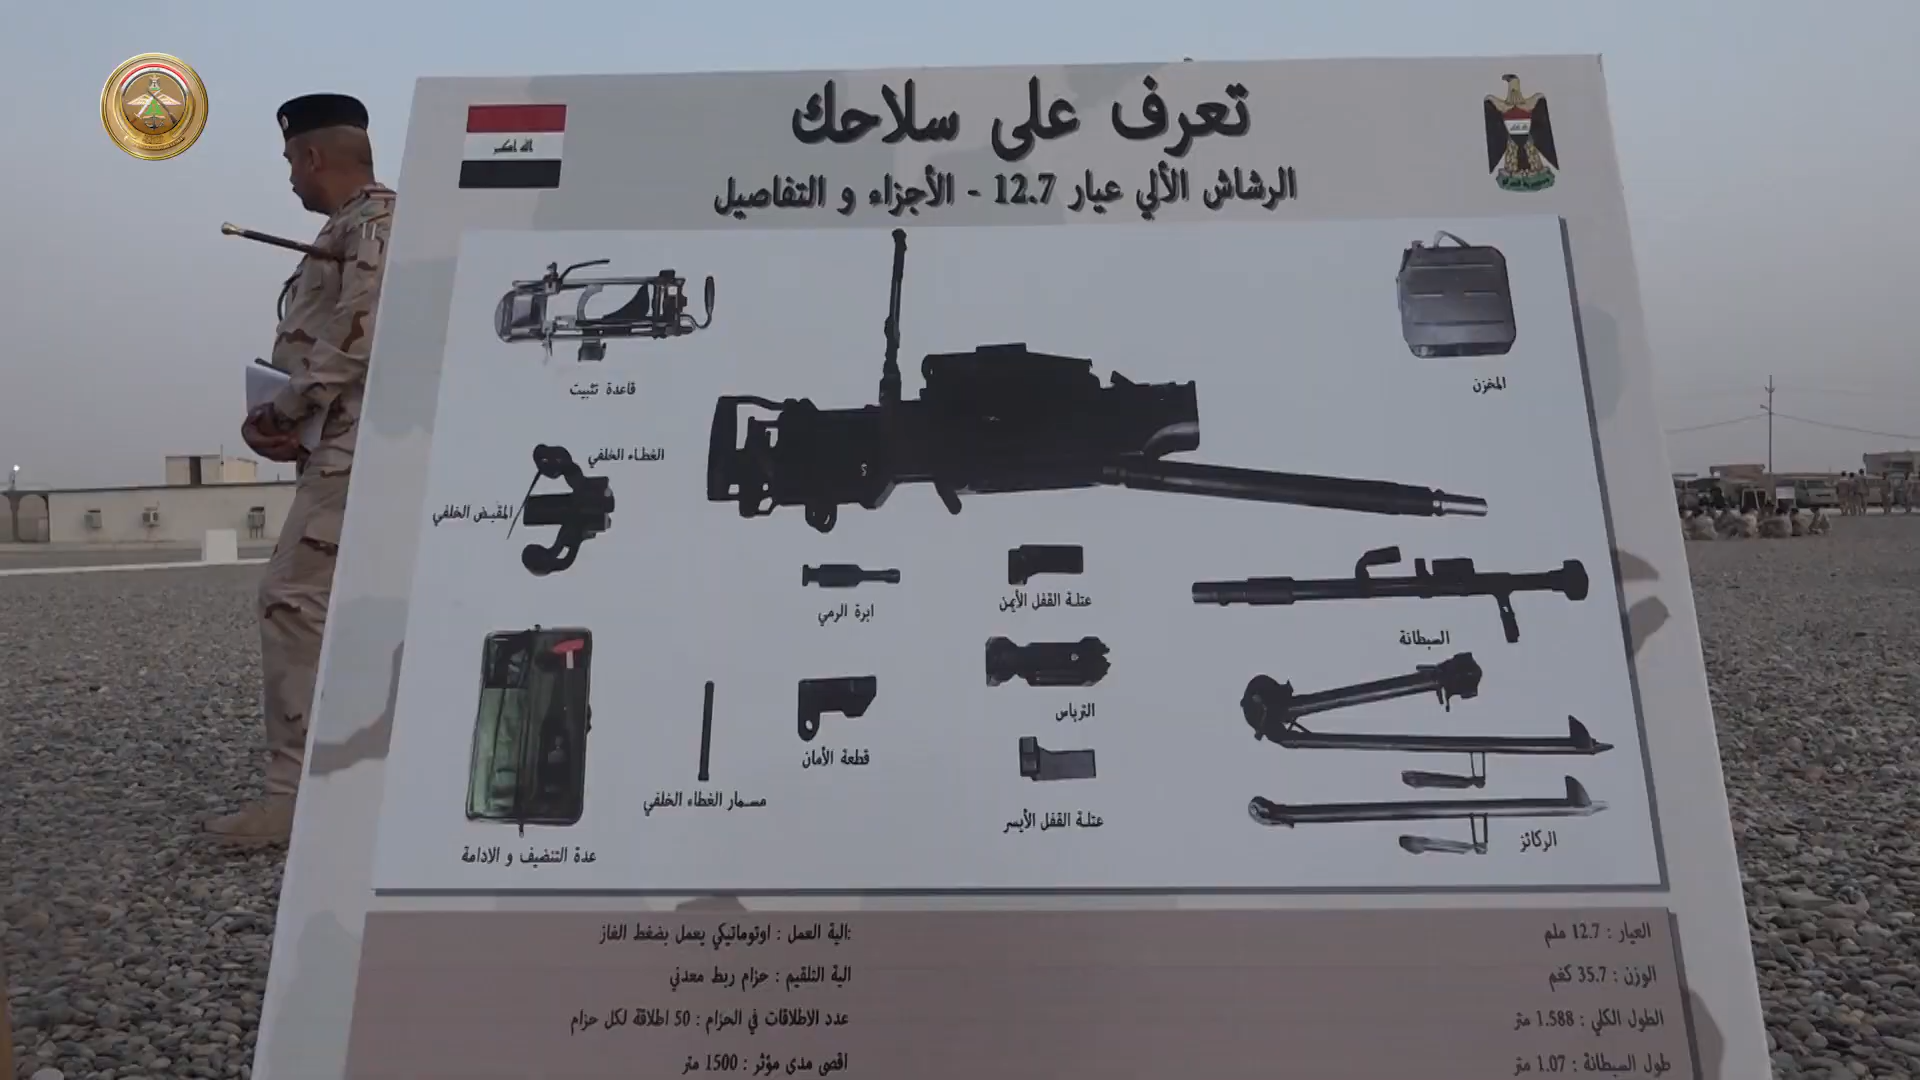 تعرف على سلاحك
الرشاش الألي عيار 12.7 - الأجزاء و التفاصيل
الله اكبر
المخزن
قاعدة تثبيت
الغطاء الخلفي
المقبض الخلفي
ابرة الرمي
عتلة القفل الأيمن
السبطانة
الترباس
قطعة الأمان
مسمار الغطاء الخلفي
عتلة القفل الأيسر
الركائز
عدة التنضيف و الادامة
العيار : 12.7 ملم
الوزن : 35.7 كغم
الطول الكلي : 1.588 متر
طول السبطانة : 1.07 متر
:الية العمل : اوتوماتيكي يعمل بضغط الغاز
الية التلقيم : حزام ربط معدني
عدد الاطلاقات في الحزام : 50 اطلاقة لكل حزام
اقصى مدى مؤثر : 1500 متر